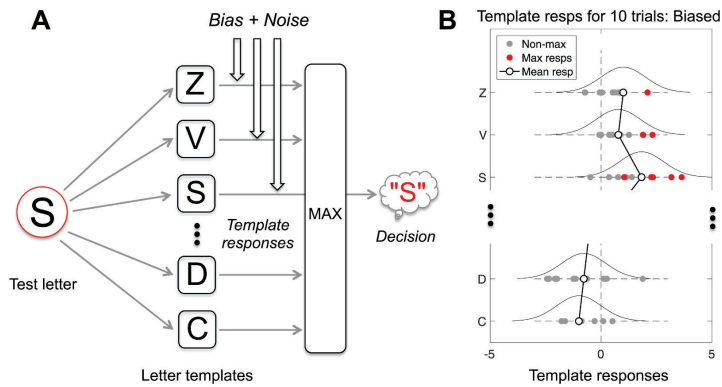 A
Bias + Noise
S
Test letter
Z
V
S
D
C
Template
responses
MAX
"S"
Decision
Letter templates
B
Template resps for 10 trials: Biased
Non-max
Max resps
Mean resp
Z
V
S
D
C
-5
0
5
Template responses